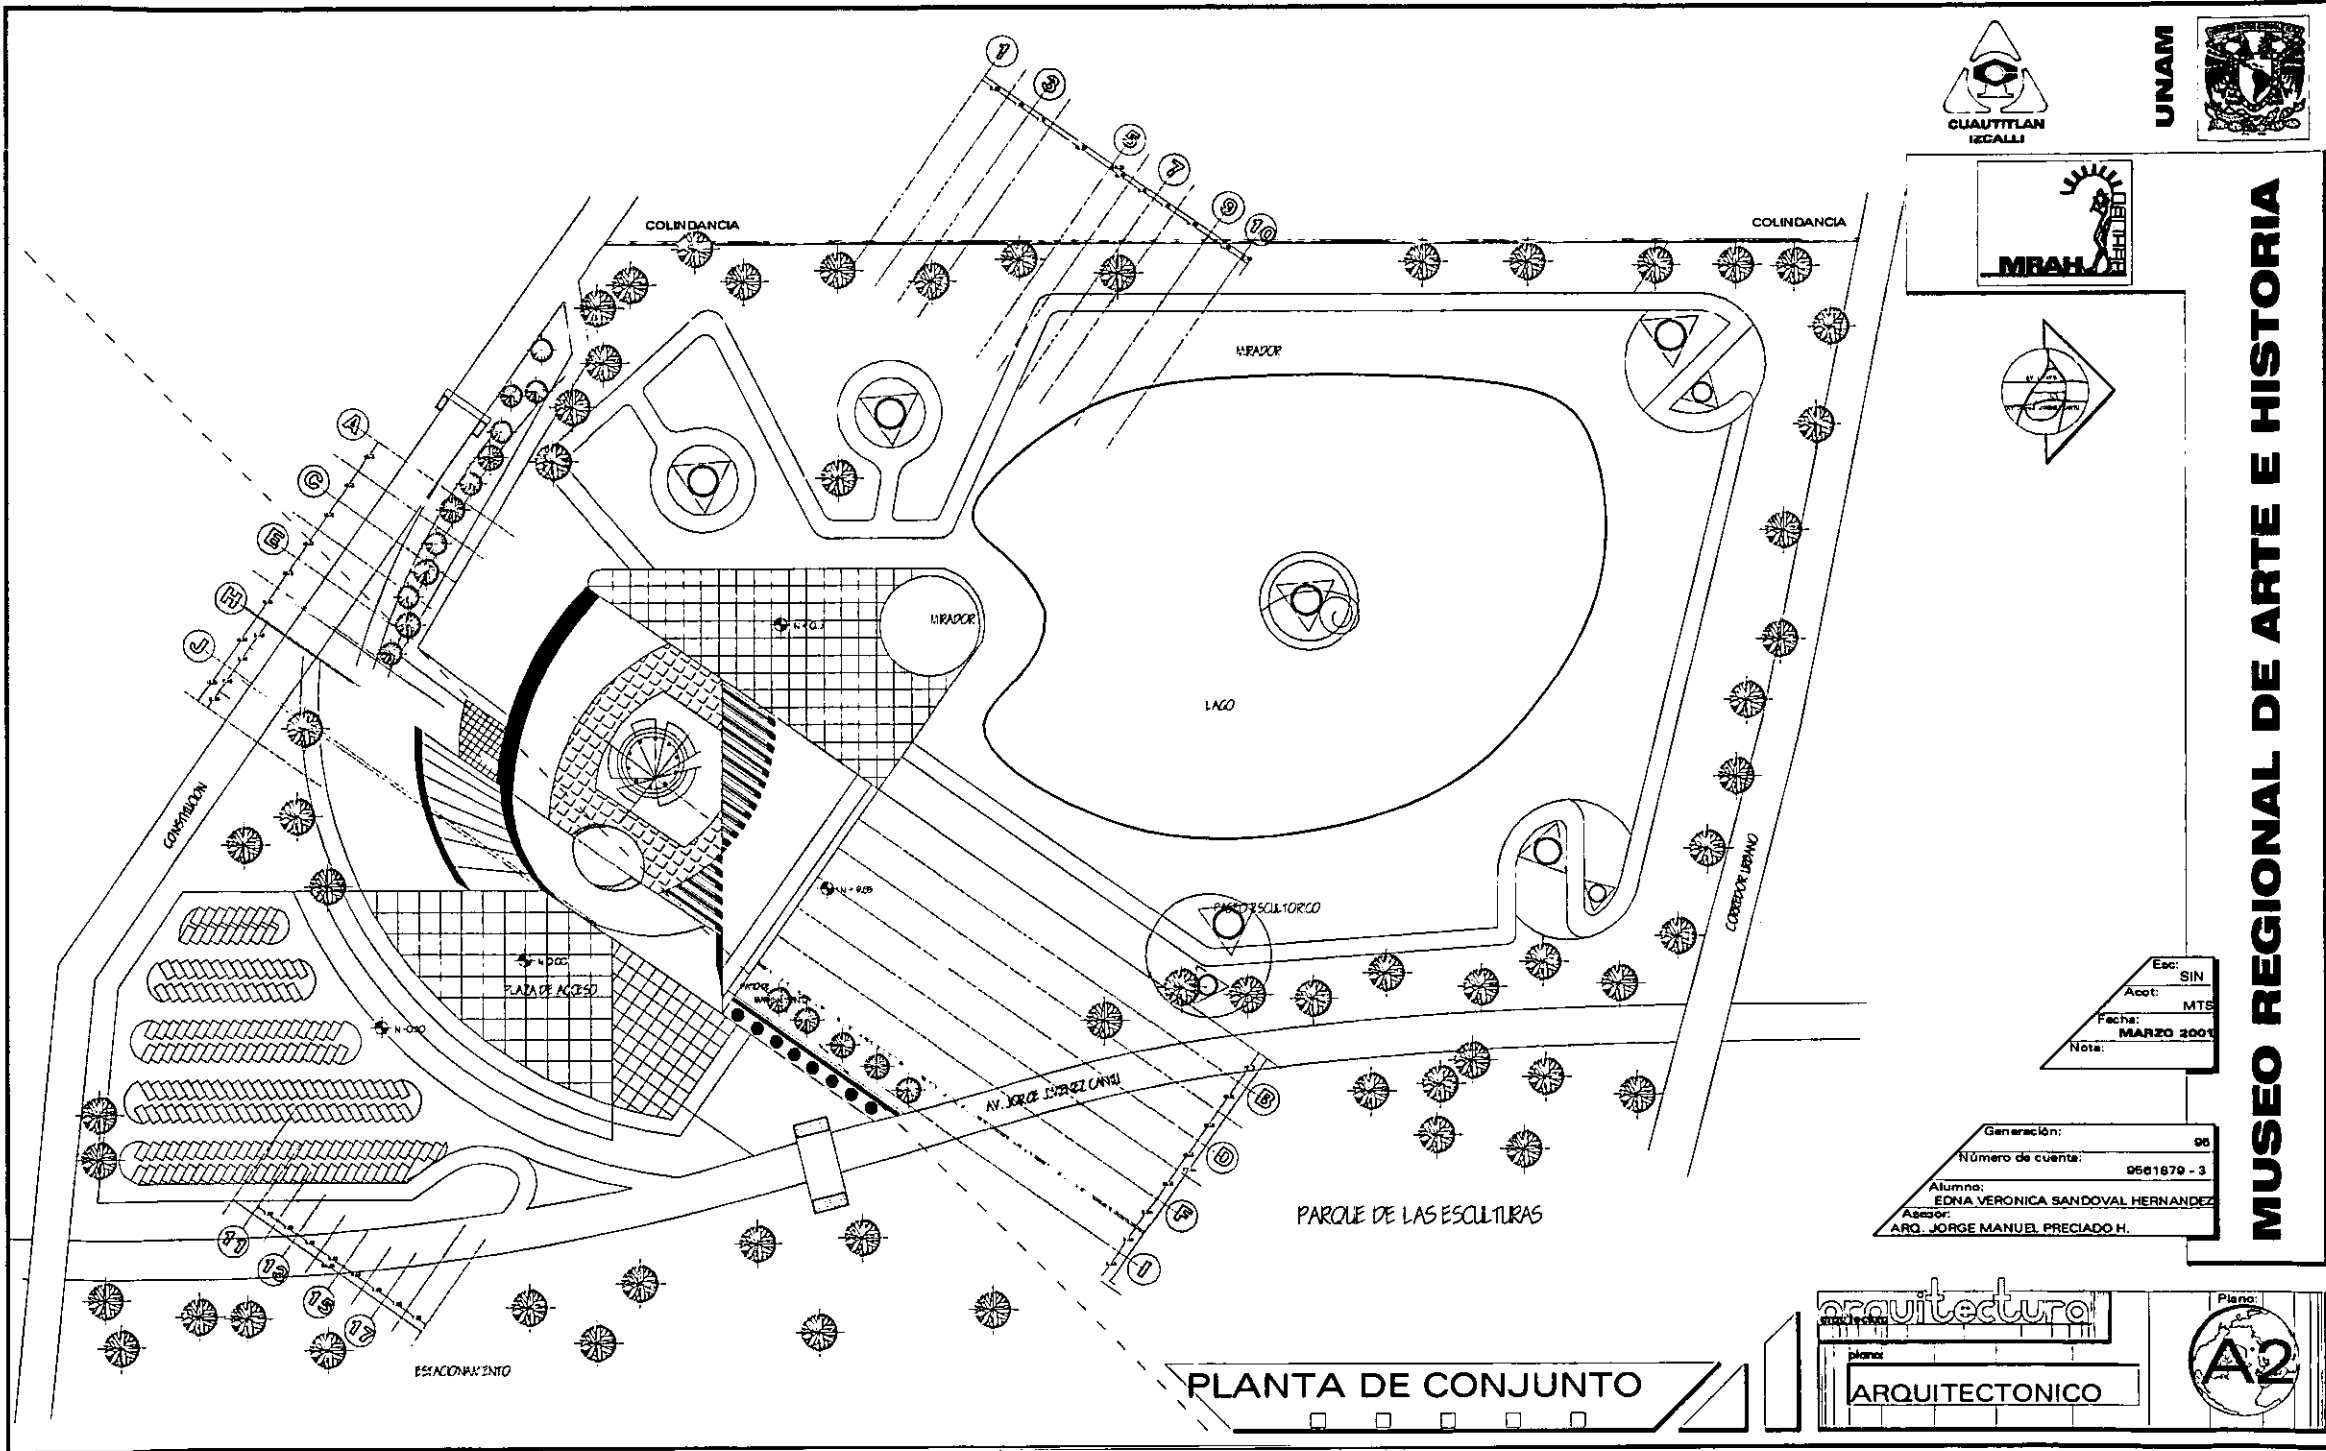 1
3
5
7
9
10
COLINDANCIA
COLINDANCIA
CUAUTITLAN
IZCALLI
UNAM
MRAH
MUSEO REGIONAL DE ARTE E HISTORIA
MIRADOR
A
C
E
H
J
MIRADOR
LAGO
CONSTITUCION
CORREDOR URBANO
PASEO ESCULTORICO
PLAZA DE ACCESO
AV. JORGE JIMENEZ CANTU
B
D
F
I
PARQUE DE LAS ESCULTURAS
11
13
15
17
ESTACIONAMIENTO
Esc:
SIN
Acot:
MTS
Fecha:
MARZO 2001
Nota:
Generación:
96
Número de cuenta:
9561879 - 3
Alumno:
EDNA VERONICA SANDOVAL HERNANDEZ
Asesor:
ARQ. JORGE MANUEL PRECIADO H.
PLANTA DE CONJUNTO
arquitectura
plano:
ARQUITECTONICO
Plano:
A2